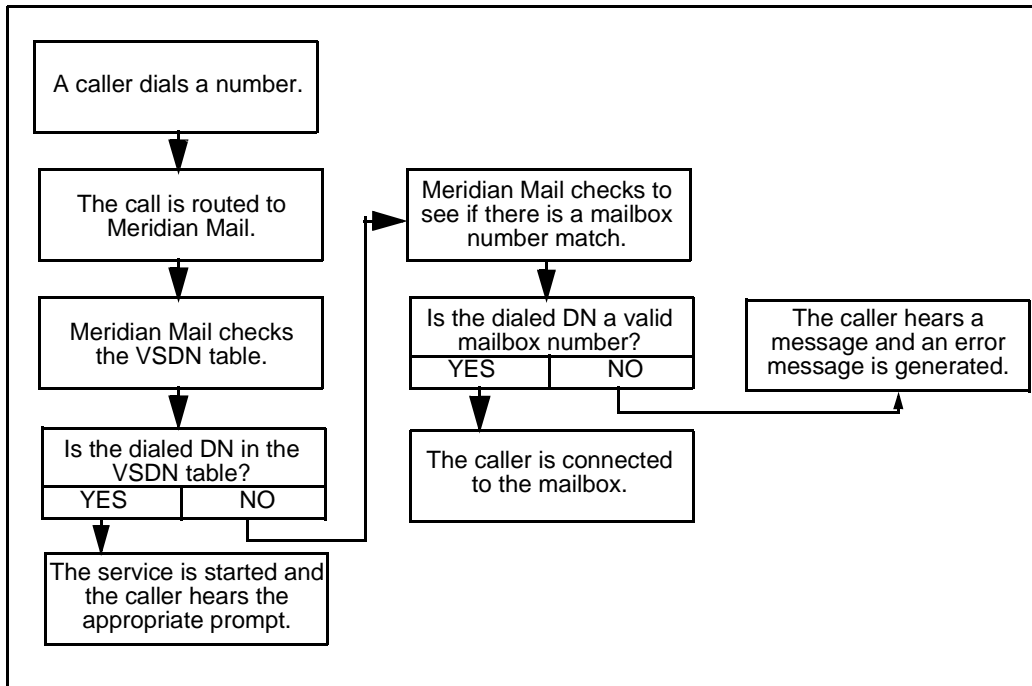 A caller dials a number.
The call is routed to
Meridian Mail.
Meridian Mail checks
the VSDN table.
Is the dialed DN in the
VSDN table?
YES
NO
The service is started and
the caller hears the
appropriate prompt.
Meridian Mail checks to
see if there is a mailbox
number match.
Is the dialed DN a valid
mailbox number?
YES
NO
The caller is connected
to the mailbox.
The caller hears a
message and an error
message is generated.